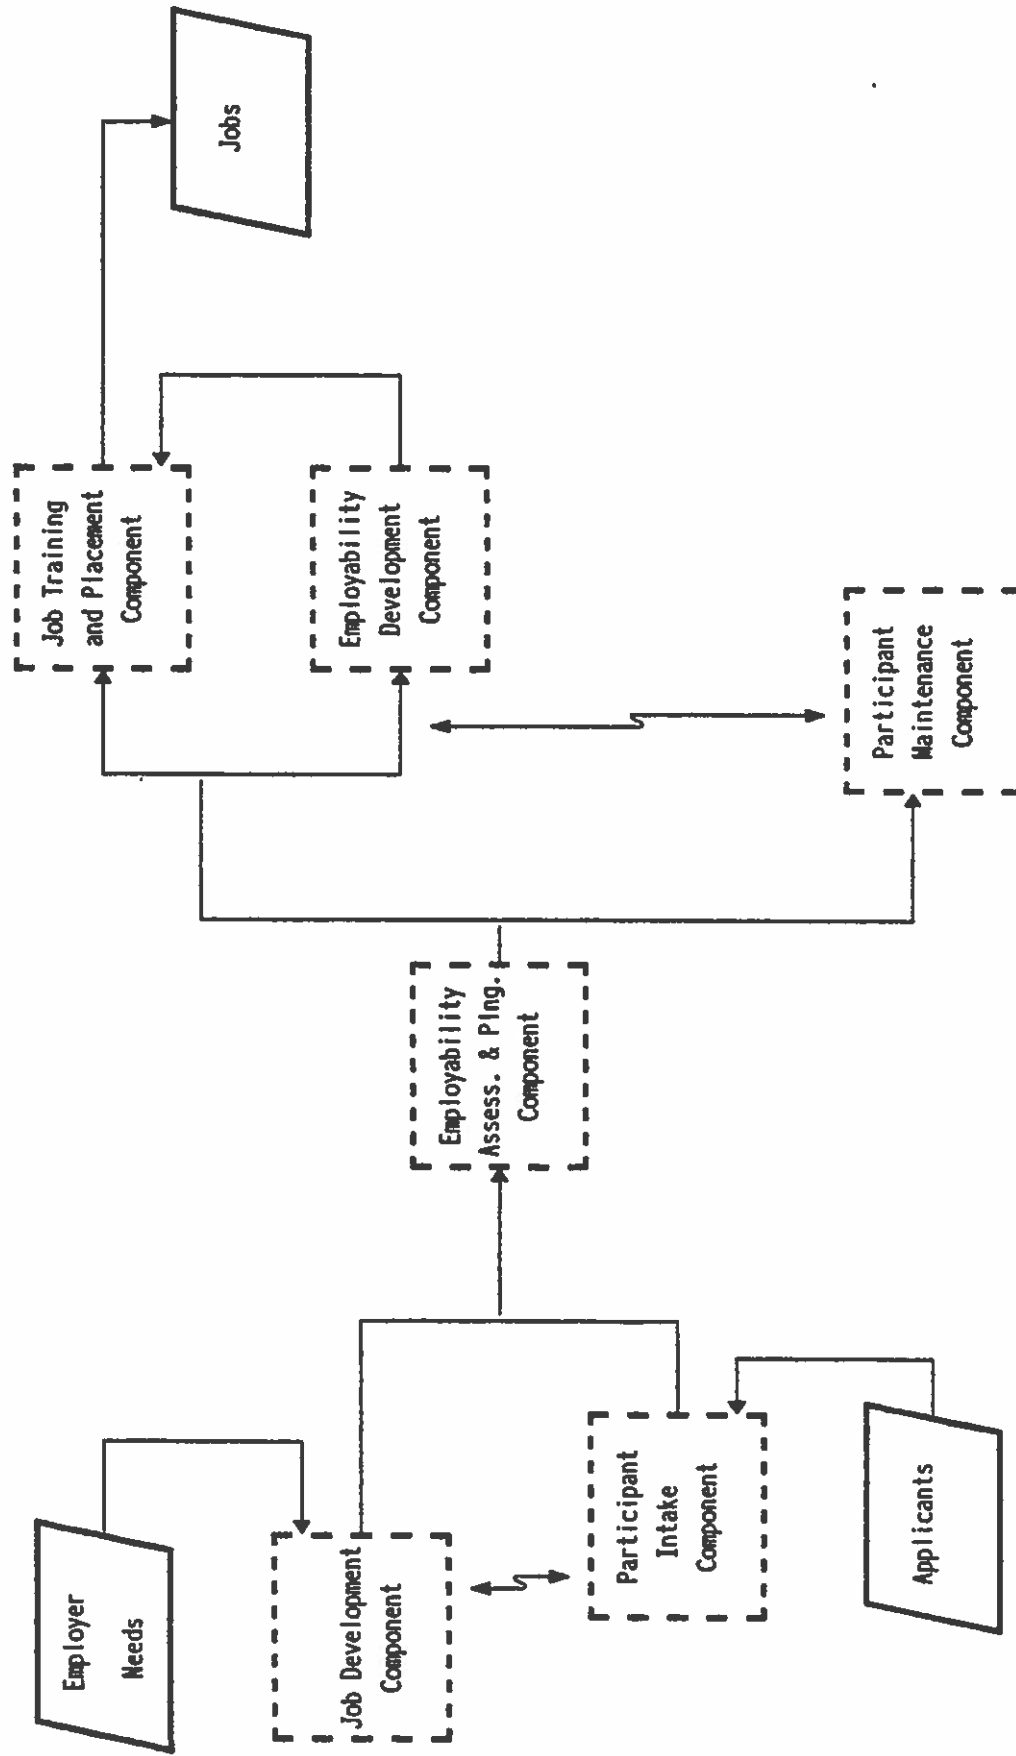 Employer
Needs
Job Development
Component
Participant
Intake
Component
Applicants
Employability
Assess. & Plng.
Component
Job Training
and Placement
Component
Employability
Development
Component
Participant
Maintenance
Component
Jobs